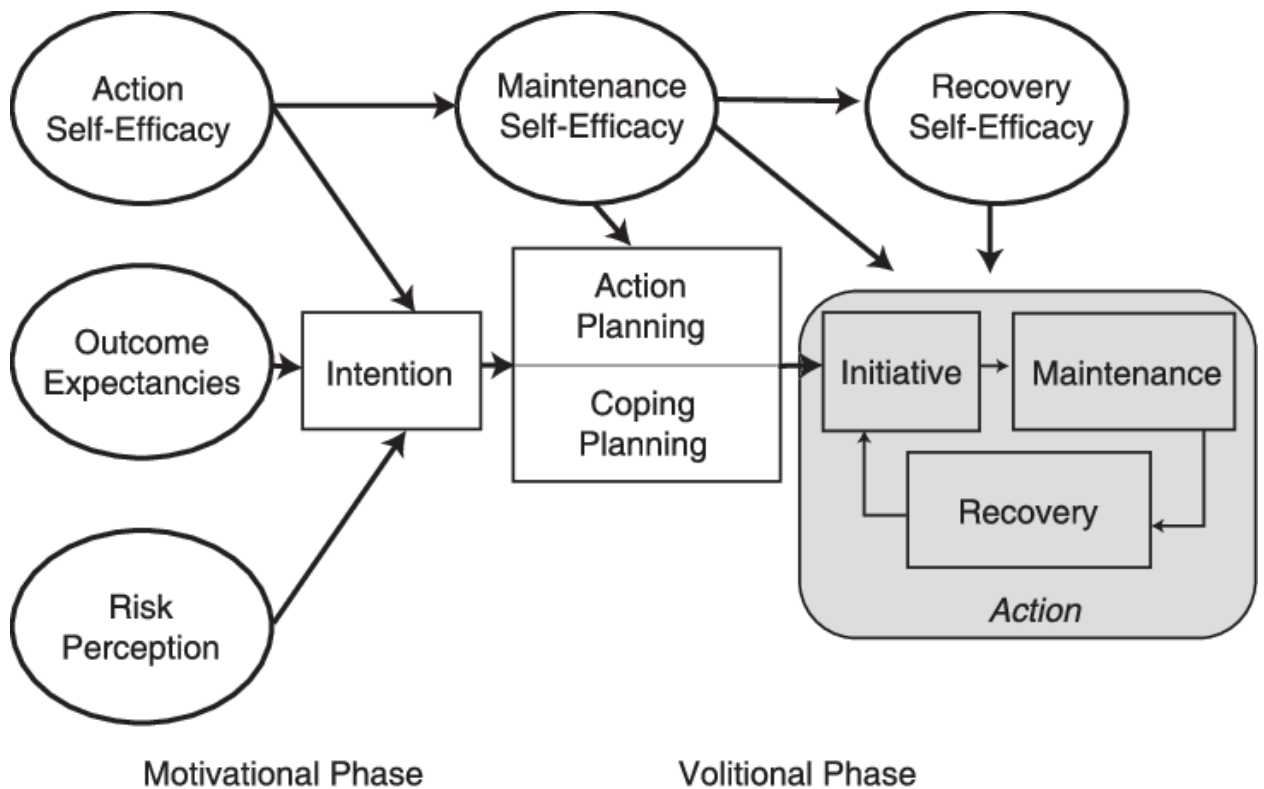 Action
Self-Efficacy
Maintenance
Self-Efficacy
Recovery
Self-Efficacy
Outcome
Expectancies
Intention
Action
Planning
Coping
Planning
Initiative
Maintenance
Recovery
Action
Risk
Perception
Motivational Phase
Volitional Phase